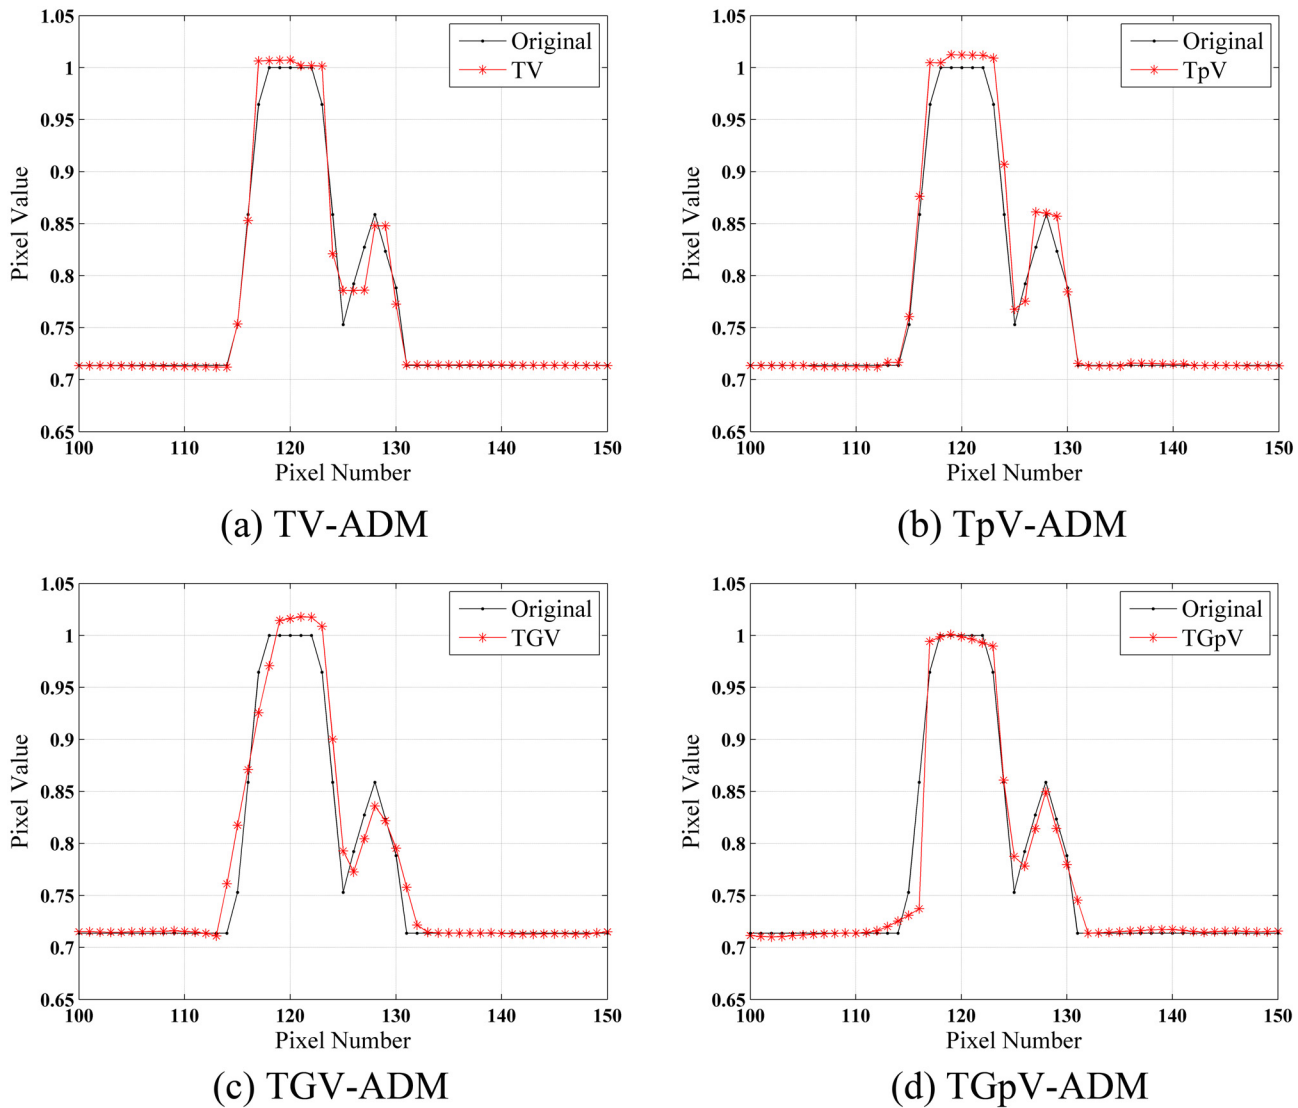 1.05
1
0.95
0.9
0.85
0.8
0.75
0.7
0.65
Pixel Value
Original
TV
100 110 120 130 140 150
Pixel Number
(a) TV-ADM
1.05
1
0.95
0.9
0.85
0.8
0.75
0.7
0.65
Pixel Value
Original
TpV
100 110 120 130 140 150
Pixel Number
(b) TpV-ADM
1.05
1
0.95
0.9
0.85
0.8
0.75
0.7
0.65
Pixel Value
Original
TGV
100 110 120 130 140 150
Pixel Number
(c) TGV-ADM
1.05
1
0.95
0.9
0.85
0.8
0.75
0.7
0.65
Pixel Value
Original
TGpV
100 110 120 130 140 150
Pixel Number
(d) TGpV-ADM